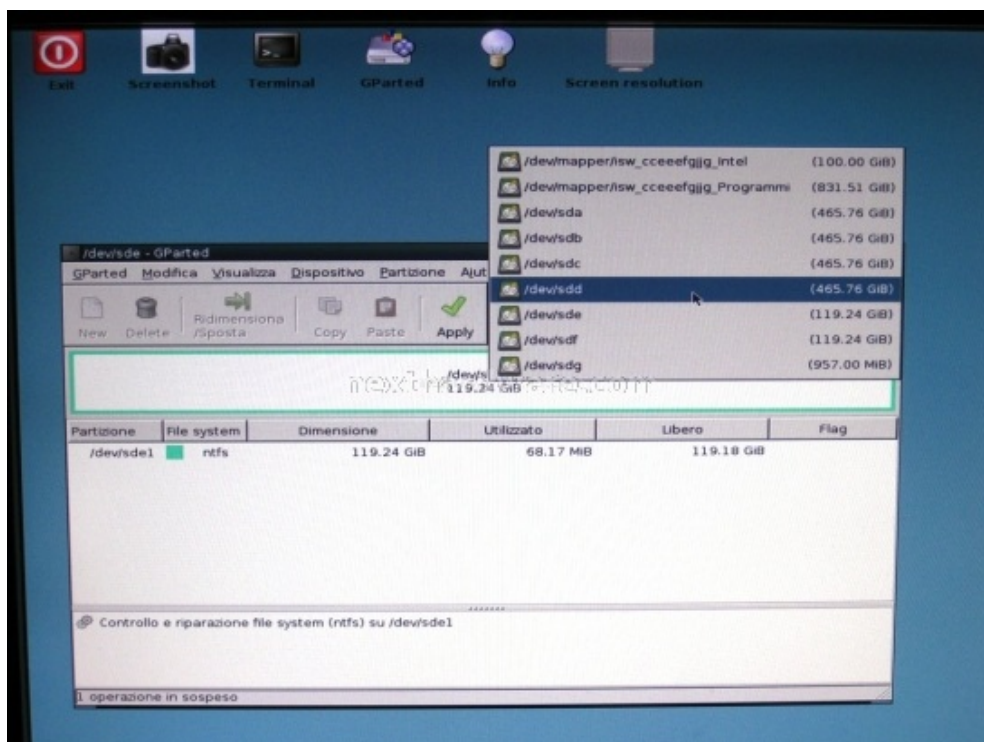 Exit Screenshot Terminal GParted Info Screen resolution
/dev/mapper/isw_cceeefgjjg_Intel (100.00 GiB)
/dev/mapper/isw_cceeefgjjg_Programmi (831.51 GiB)
/dev/sda (465.76 GiB)
/dev/sdb (465.76 GiB)
/dev/sdc (465.76 GiB)
/dev/sdd (465.76 GiB)
/dev/sde (119.24 GiB)
/dev/sdf (119.24 GiB)
/dev/sdg (957.00 MiB)
/dev/sde - GParted
GParted Modifica Visualizza Dispositivo Partizione Aiut
New Delete Ridimensiona /Sposta Copy Paste Apply
/dev/s
119.24 GiB
Partizione File system Dimensione Utilizzato Libero Flag
/dev/sde1 ntfs 119.24 GiB 68.17 MiB 119.18 GiB
Controllo e riparazione file system (ntfs) su /dev/sde1
1 operazione in sospeso